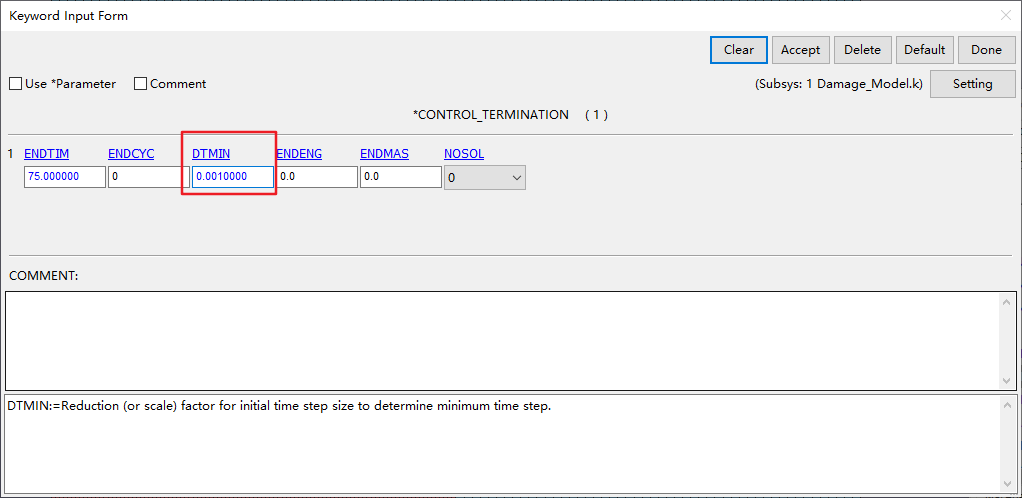 Keyword Input Form
Clear Accept Delete Default Done
Use *Parameter Comment (Subsys: 1 Damage_Model.k) Setting
*CONTROL_TERMINATION ( 1 )
1 ENDTIM ENDCYC DTMIN ENDENG ENDMAS NOSOL
75.000000 0 0.0010000 0.0 0.0 0
COMMENT:
DTMIN:=Reduction (or scale) factor for initial time step size to determine minimum time step.